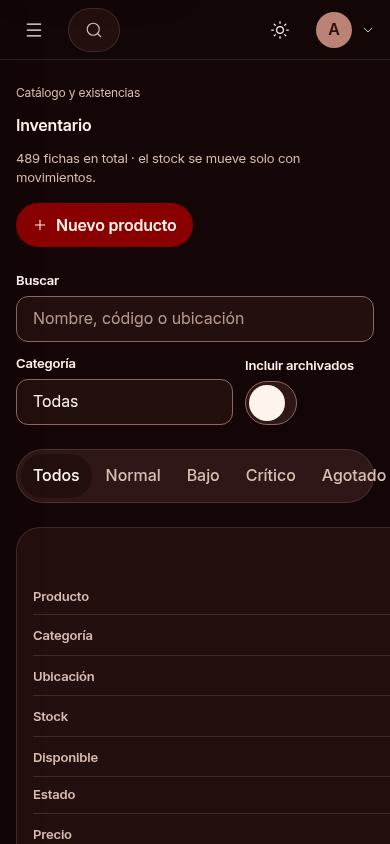 A
Catálogo y existencias
Inventario
489 fichas en total · el stock se mueve solo con
movimientos.
+ Nuevo producto
Buscar
Nombre, código o ubicación
Categoría
Incluir archivados
Todas
Todos Normal Bajo Crítico Agotado
Producto
Categoría
Ubicación
Stock
Disponible
Estado
Precio